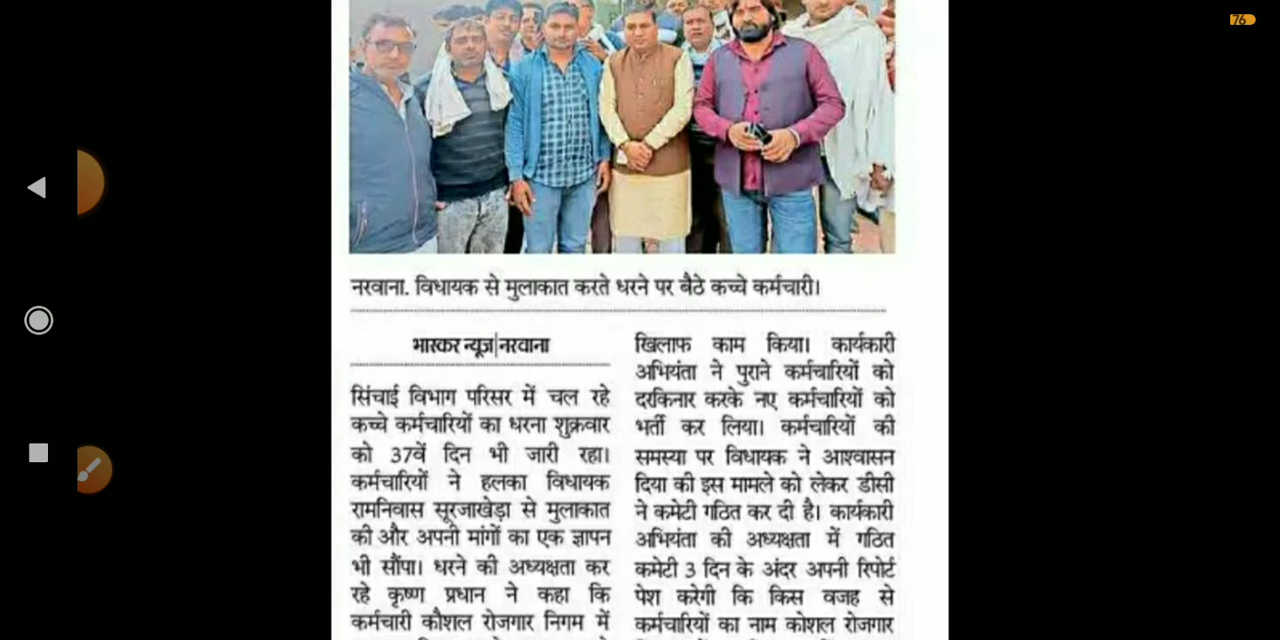 76
नरवाना. विधायक से मुलाकात करते धरने पर बैठे कच्चे कर्मचारी।
भास्कर न्यूज|नरवाना
सिंचाई विभाग परिसर में चल रहे
कच्चे कर्मचारियों का धरना शुक्रवार
को 37वें दिन भी जारी रहा।
कर्मचारियों ने हलका विधायक
रामनिवास सूरजाखेड़ा से मुलाकात
की और अपनी मांगों का एक ज्ञापन
भी सौंपा। धरने की अध्यक्षता कर
रहे कृष्ण प्रधान ने कहा कि
कर्मचारी कौशल रोजगार निगम में
खिलाफ काम किया। कार्यकारी
अभियंता ने पुराने कर्मचारियों को
दरकिनार करके नए कर्मचारियों को
भर्ती कर लिया। कर्मचारियों की
समस्या पर विधायक ने आश्वासन
दिया की इस मामले को लेकर डीसी
ने कमेटी गठित कर दी है। कार्यकारी
अभियंता की अध्यक्षता में गठित
कमेटी 3 दिन के अंदर अपनी रिपोर्ट
पेश करेगी कि किस वजह से
कर्मचारियों का नाम कोशल रोजगार